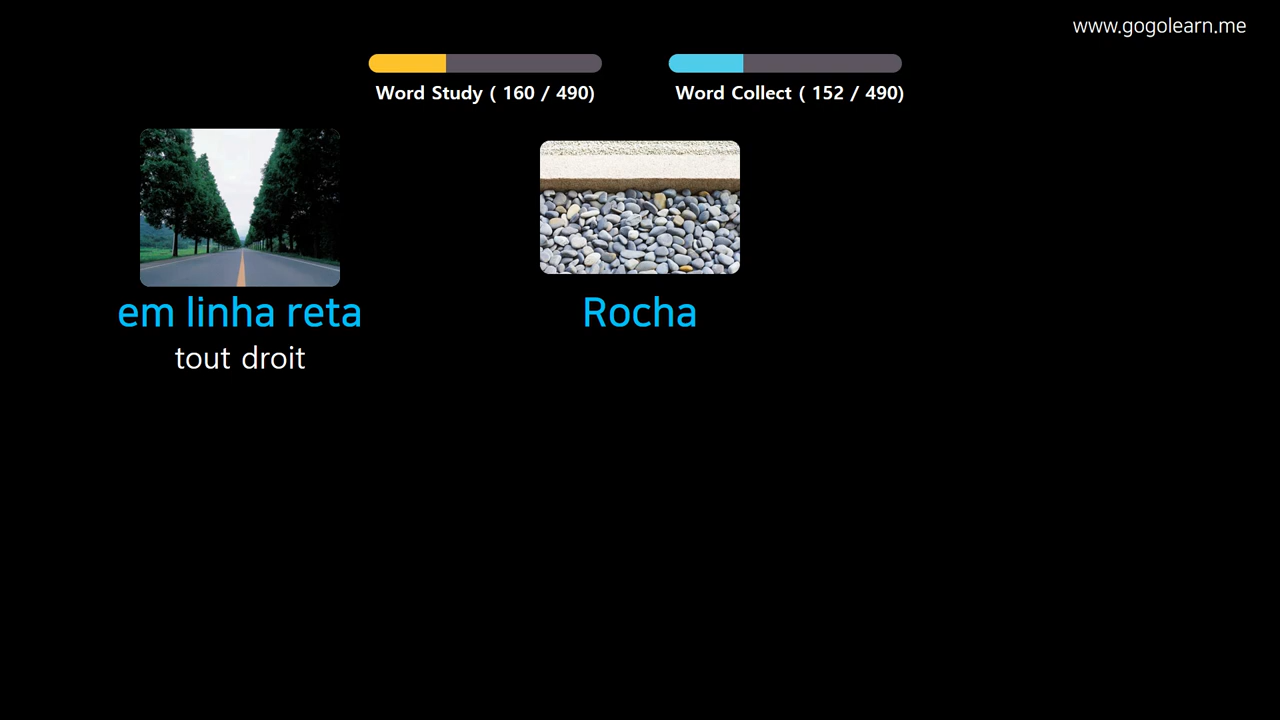 www.gogolearn.me
Word Study ( 160 / 490)
Word Collect ( 152 / 490)
em linha reta
tout droit
Rocha